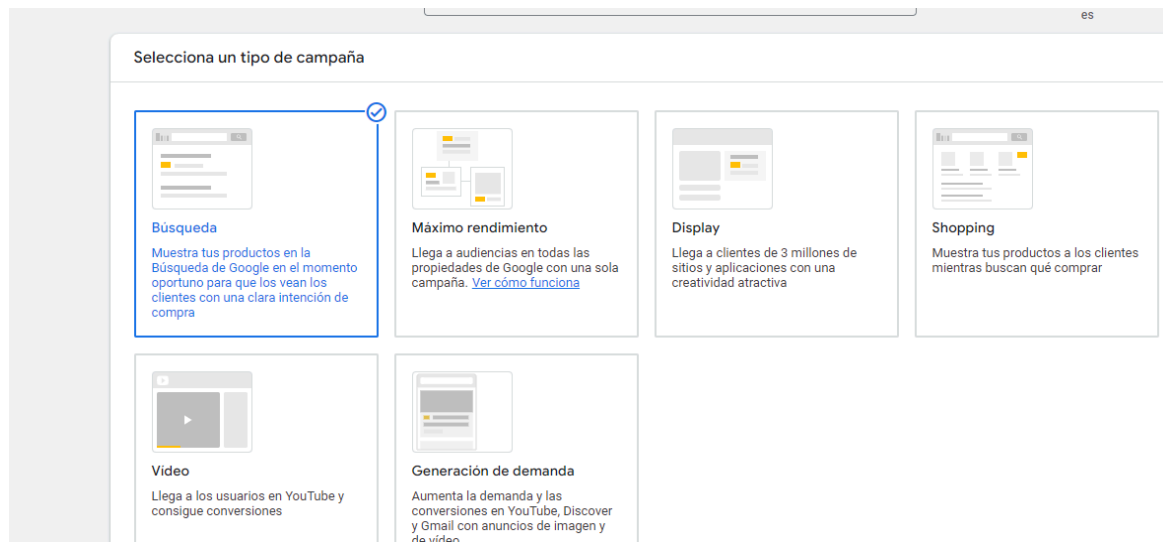 es
Selecciona un tipo de campaña
Búsqueda
Muestra tus productos en la
Búsqueda de Google en el momento
oportuno para que los vean los
clientes con una clara intención de
compra
Máximo rendimiento
Llega a audiencias en todas las
propiedades de Google con una sola
campaña. Ver cómo funciona
Display
Llega a clientes de 3 millones de
sitios y aplicaciones con una
creatividad atractiva
Shopping
Muestra tus productos a los clientes
mientras buscan qué comprar
Vídeo
Llega a los usuarios en YouTube y
consigue conversiones
Generación de demanda
Aumenta la demanda y las
conversiones en YouTube, Discover
y Gmail con anuncios de imagen y
de vídeo